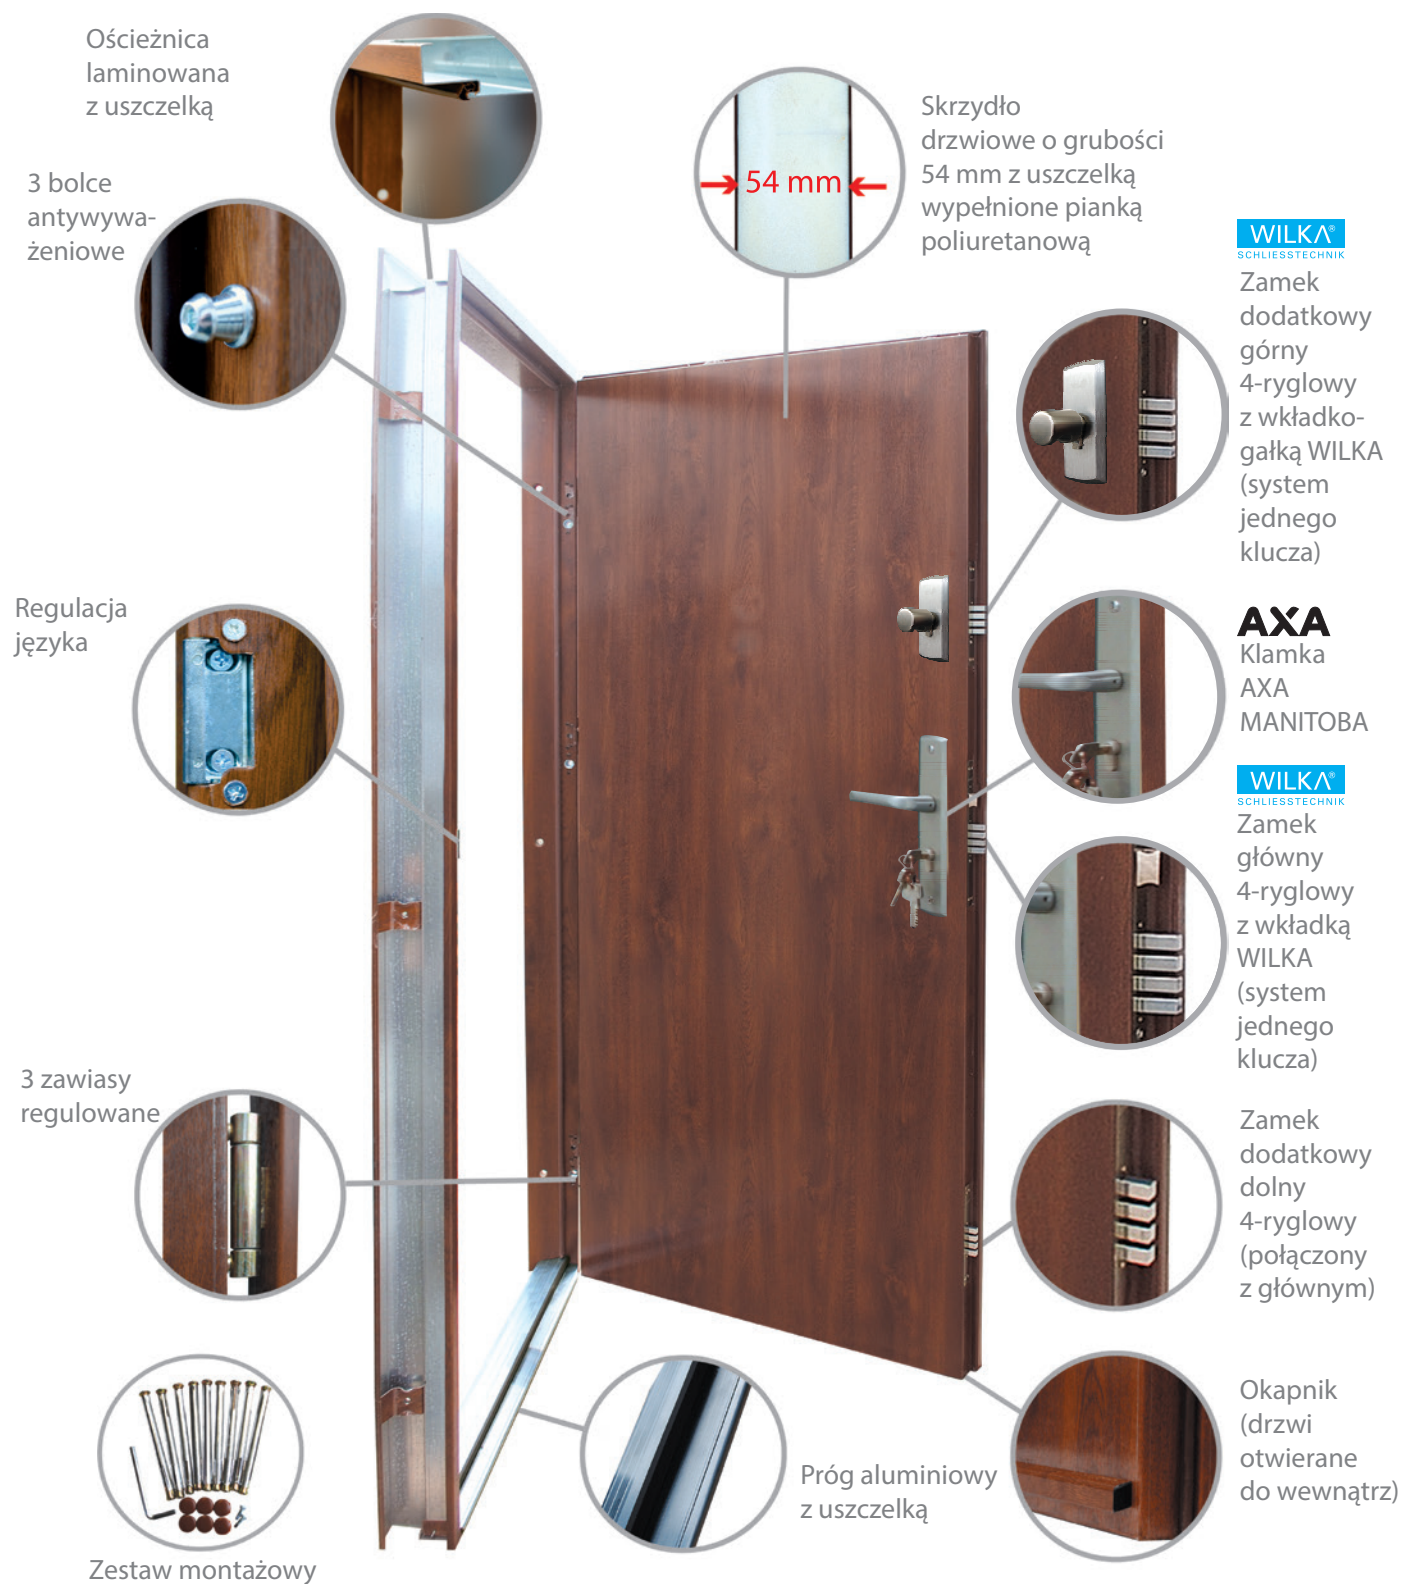 Ościeżnica
laminowana
z uszczelką
3 bolce
antywywa-
żeniowe
54 mm
Skrzydło
drzwiowe o grubości
54 mm z uszczelką
wypełnione pianką
poliuretanową
WILKA®
SCHLIESSTECHNIK
Zamek
dodatkowy
górny
4-ryglowy
z wkładko-
gałką WILKA
(system
jednego
klucza)
Regulacja
języka
AXA
Klamka
AXA
MANITOBA
WILKA®
SCHLIESSTECHNIK
Zamek
główny
4-ryglowy
z wkładką
WILKA
(system
jednego
klucza)
3 zawiasy
regulowane
Zamek
dodatkowy
dolny
4-ryglowy
(połączony
z głównym)
Okapnik
(drzwi
otwierane
do wewnątrz)
Próg aluminiowy
z uszczelką
Zestaw montażowy